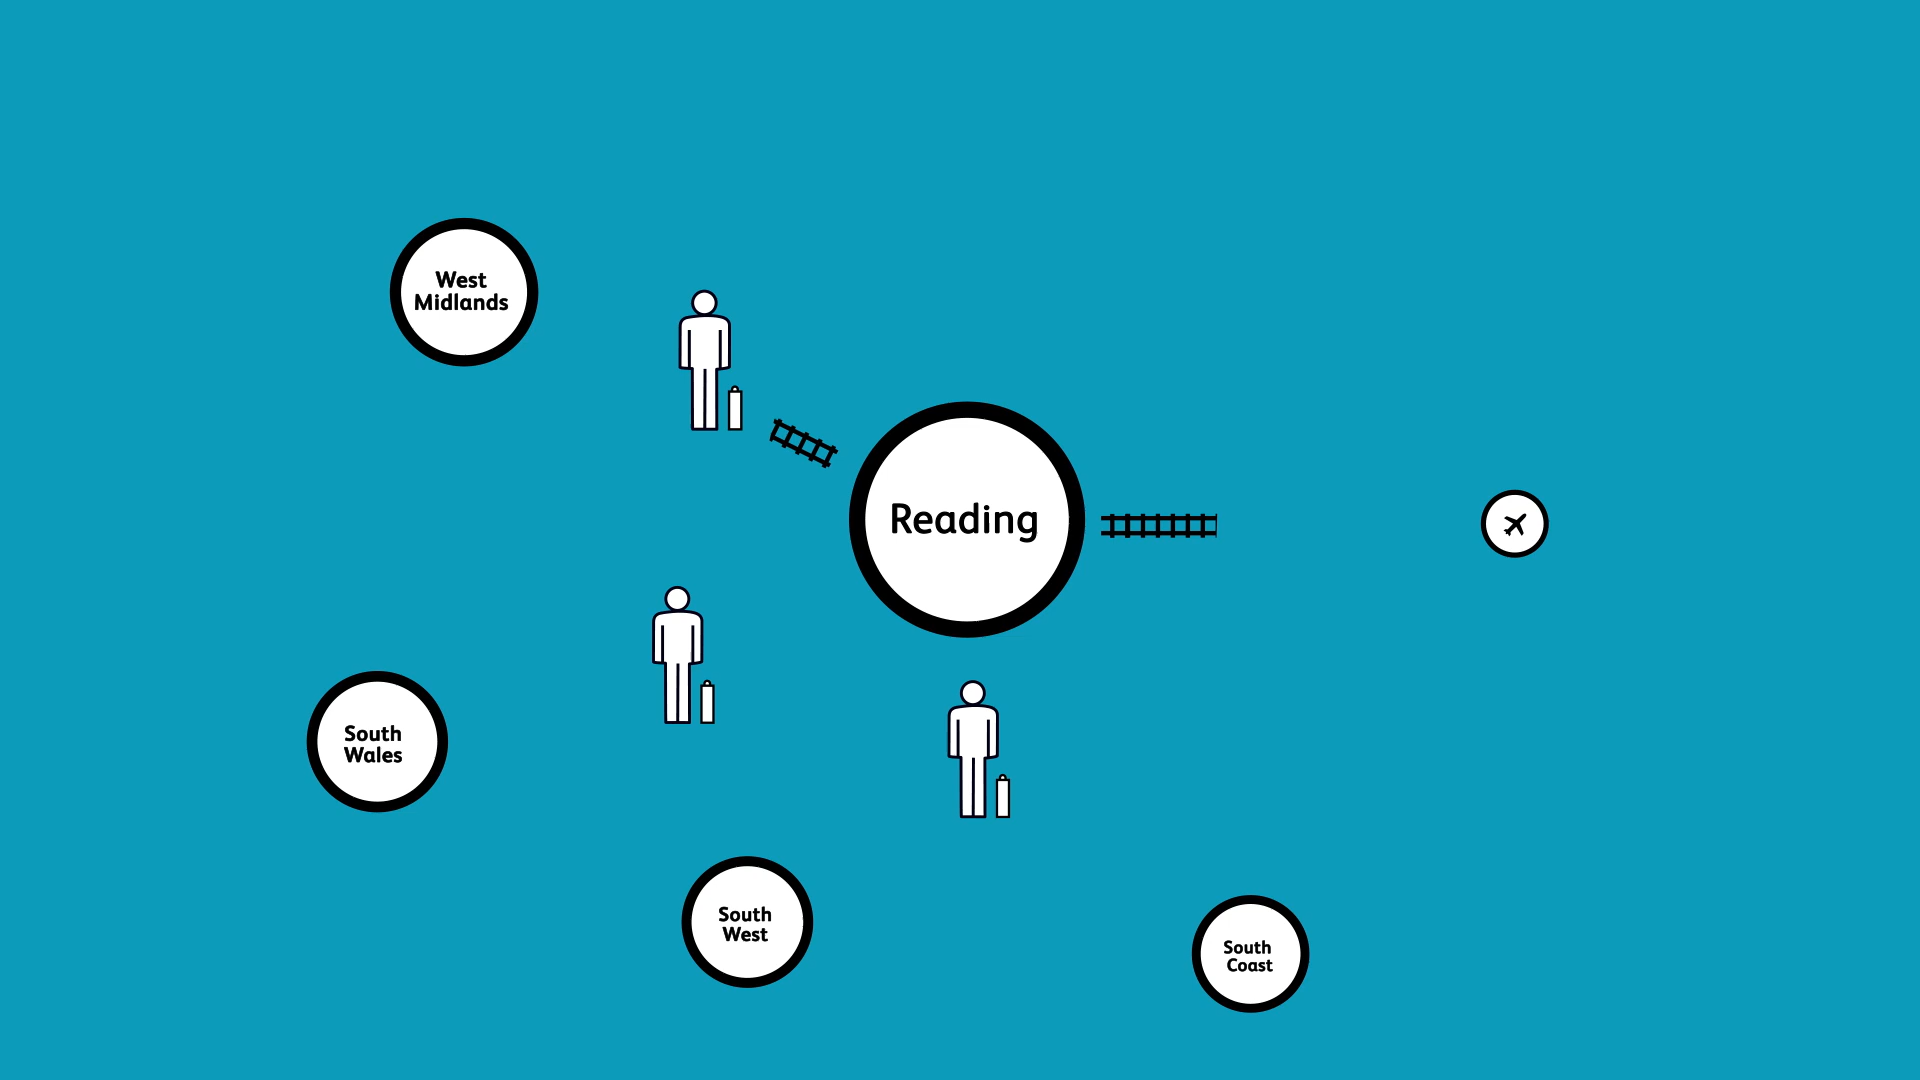 West
Midlands
Reading
South
Wales
South
West
South
Coast